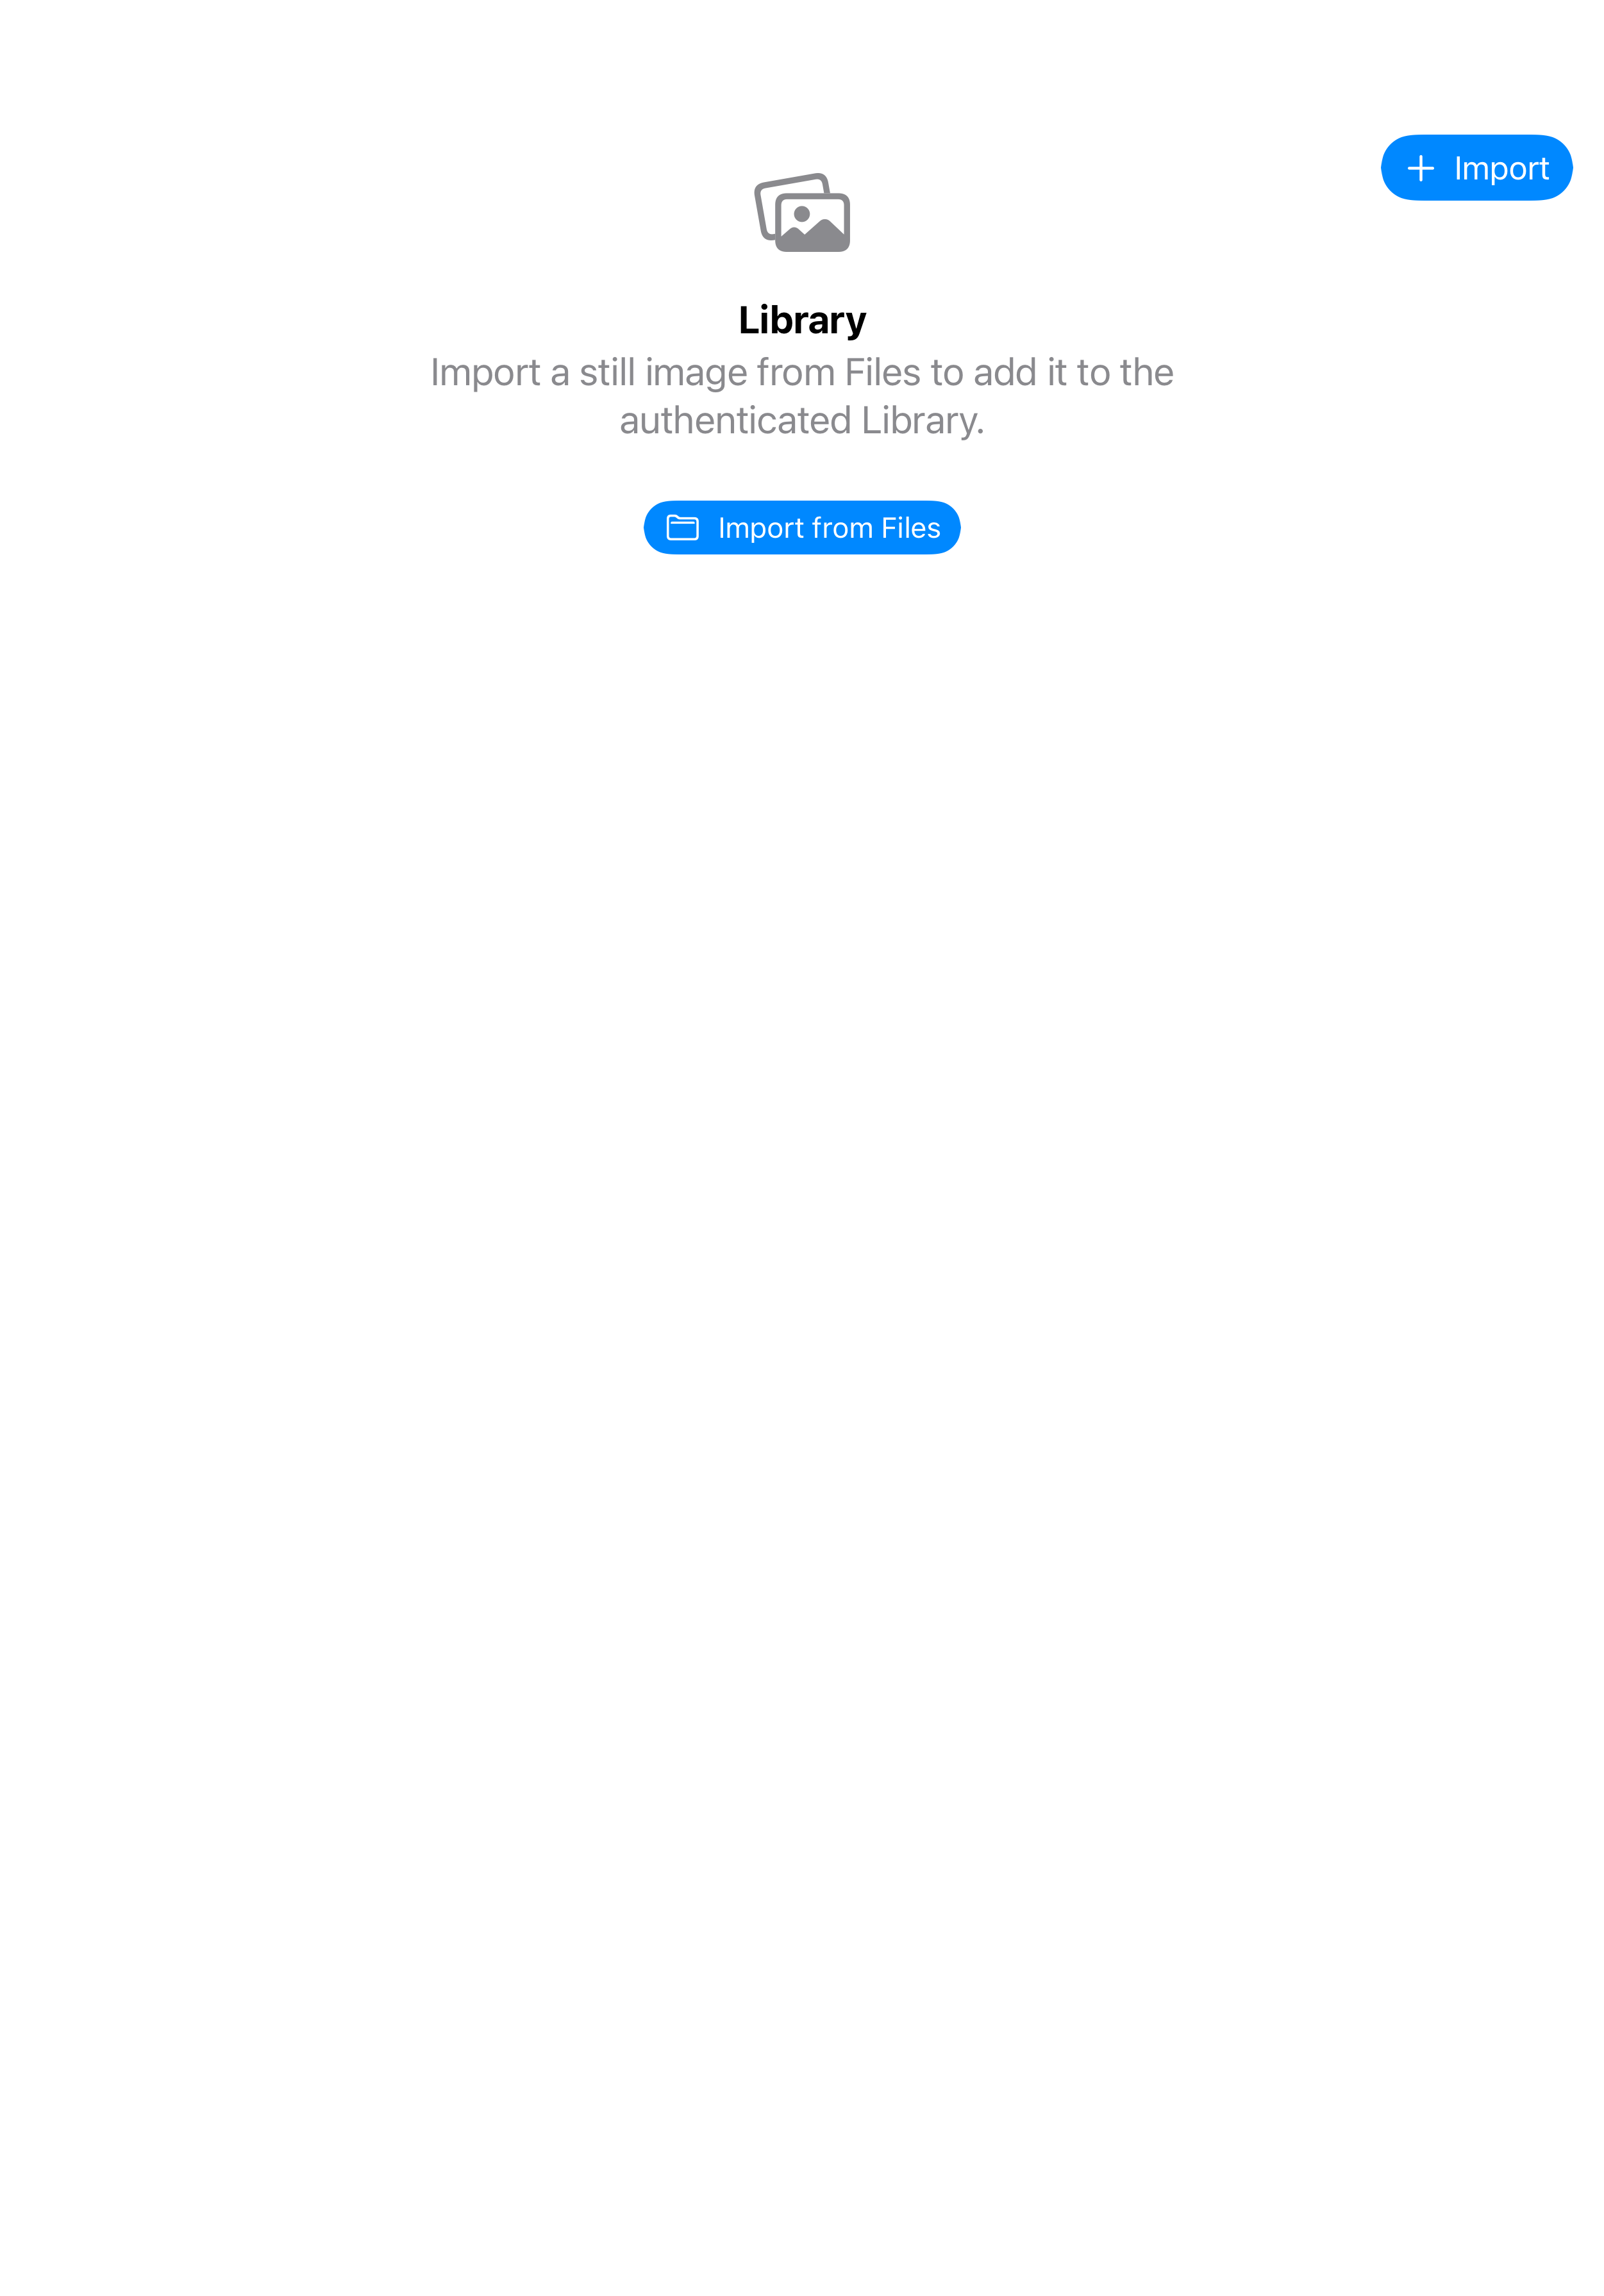 Import
Library
Import a still image from Files to add it to the
authenticated Library.
Import from Files